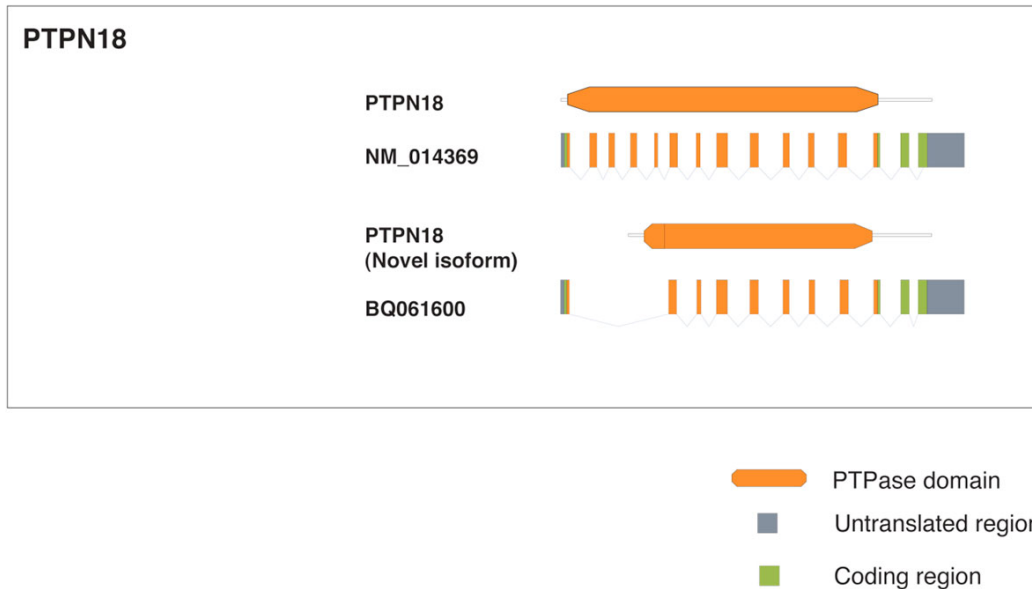 PTPN18
PTPN18
NM_014369
PTPN18
(Novel isoform)
BQ061600
PTPase domain
Untranslated region
Coding region